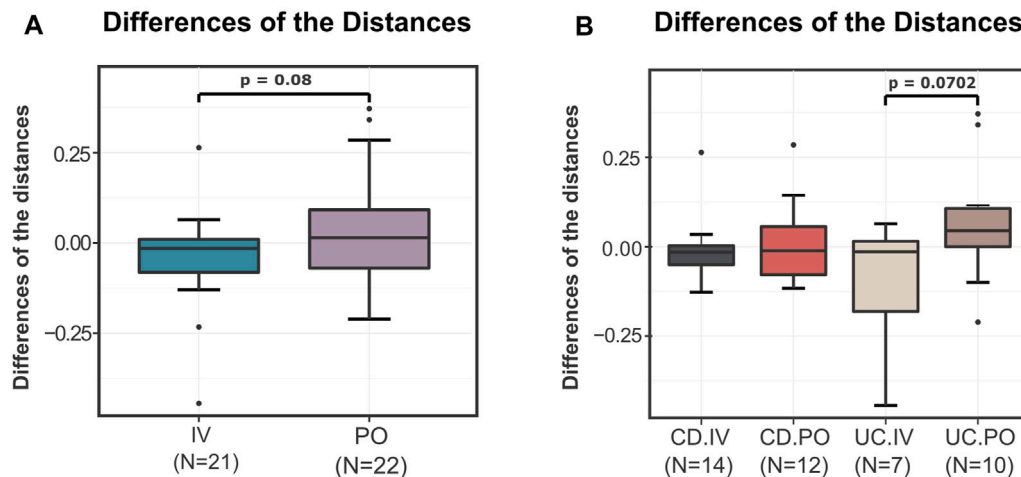 A
Differences of the Distances
Differences of the distances
p = 0.08
0.25
0.00
−0.25
IV
(N=21)
PO
(N=22)
B
Differences of the Distances
Differences of the distances
p = 0.0702
0.25
0.00
−0.25
CD.IV
(N=14)
CD.PO
(N=12)
UC.IV
(N=7)
UC.PO
(N=10)